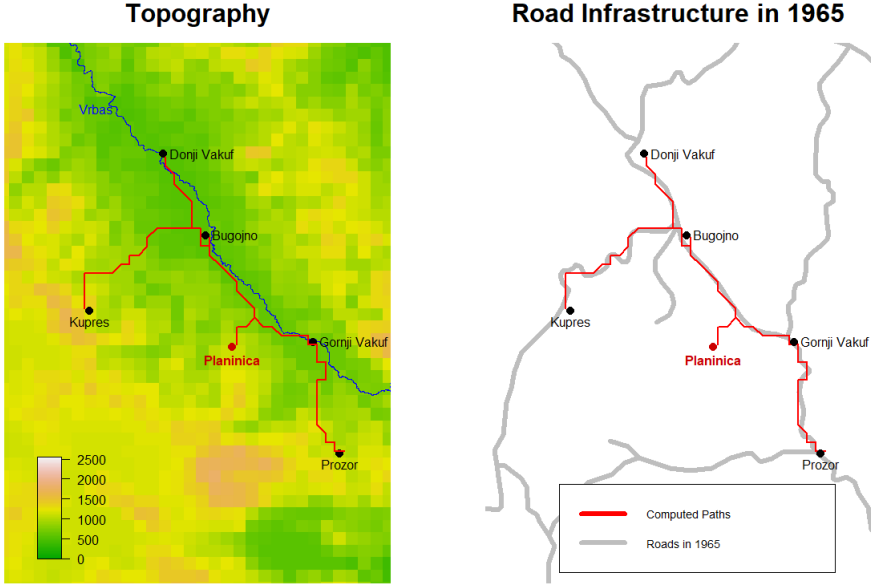 Topography
Road Infrastructure in 1965
Vrbas
Donji Vakuf
Bugojno
Kupres
Gornji Vakuf
Planinica
Prozor
2500
2000
1500
1000
500
0
Donji Vakuf
Bugojno
Kupres
Gornji Vakuf
Planinica
Prozor
Computed Paths
Roads in 1965